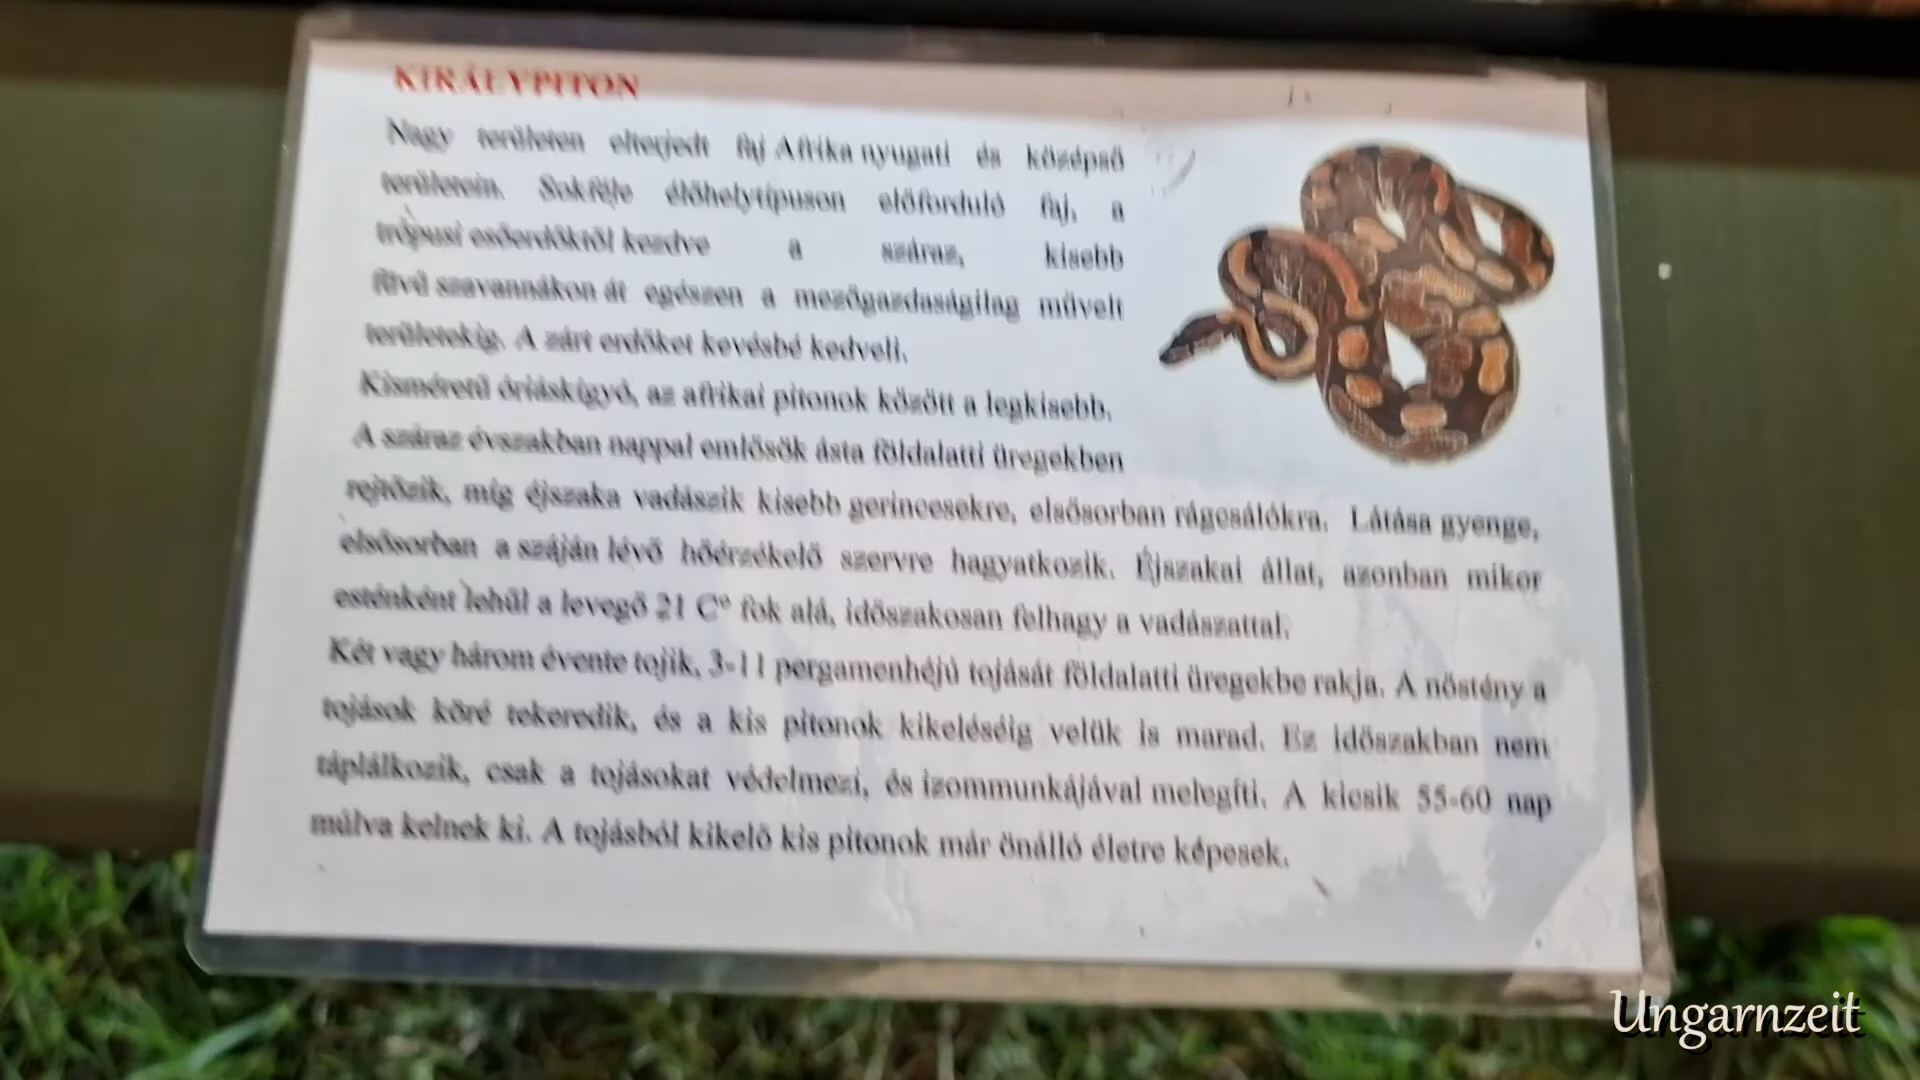 KIRÁLYPITON
Nagy területen elterjedt faj Afrika nyugati és középső
területein. Sokféle élőhelytípuson előforduló faj, a
trópusi esőerdőktől kezdve a száraz, kisebb
füvű szavannákon át egészen a mezőgazdaságilag művelt
területekig. A zárt erdőket kevésbé kedveli.
Kisméretű óriáskígyó, az afrikai pitonok között a legkisebb.
A száraz évszakban nappal emlősök ásta földalatti üregekben
rejtőzik, míg éjszaka vadászik kisebb gerincesekre, elsősorban rágcsálókra. Látása gyenge,
elsősorban a száján lévő hőérzékelő szervre hagyatkozik. Éjszakai állat, azonban mikor
esténként lehűl a levegő 21 C° fok alá, időszakosan felhagy a vadászattal.
Két vagy három évente tojik, 3-11 pergamenhéjú tojását földalatti üregekbe rakja. A nőstény a
tojások köré tekeredik, és a kis pitonok kikeléséig velük is marad. Ez időszakban nem
táplálkozik, csak a tojásokat védelmezi, és izommunkájával melegíti. A kicsik 55-60 nap
múlva kelnek ki. A tojásból kikelő kis pitonok már önálló életre képesek.
Ungarnzeit